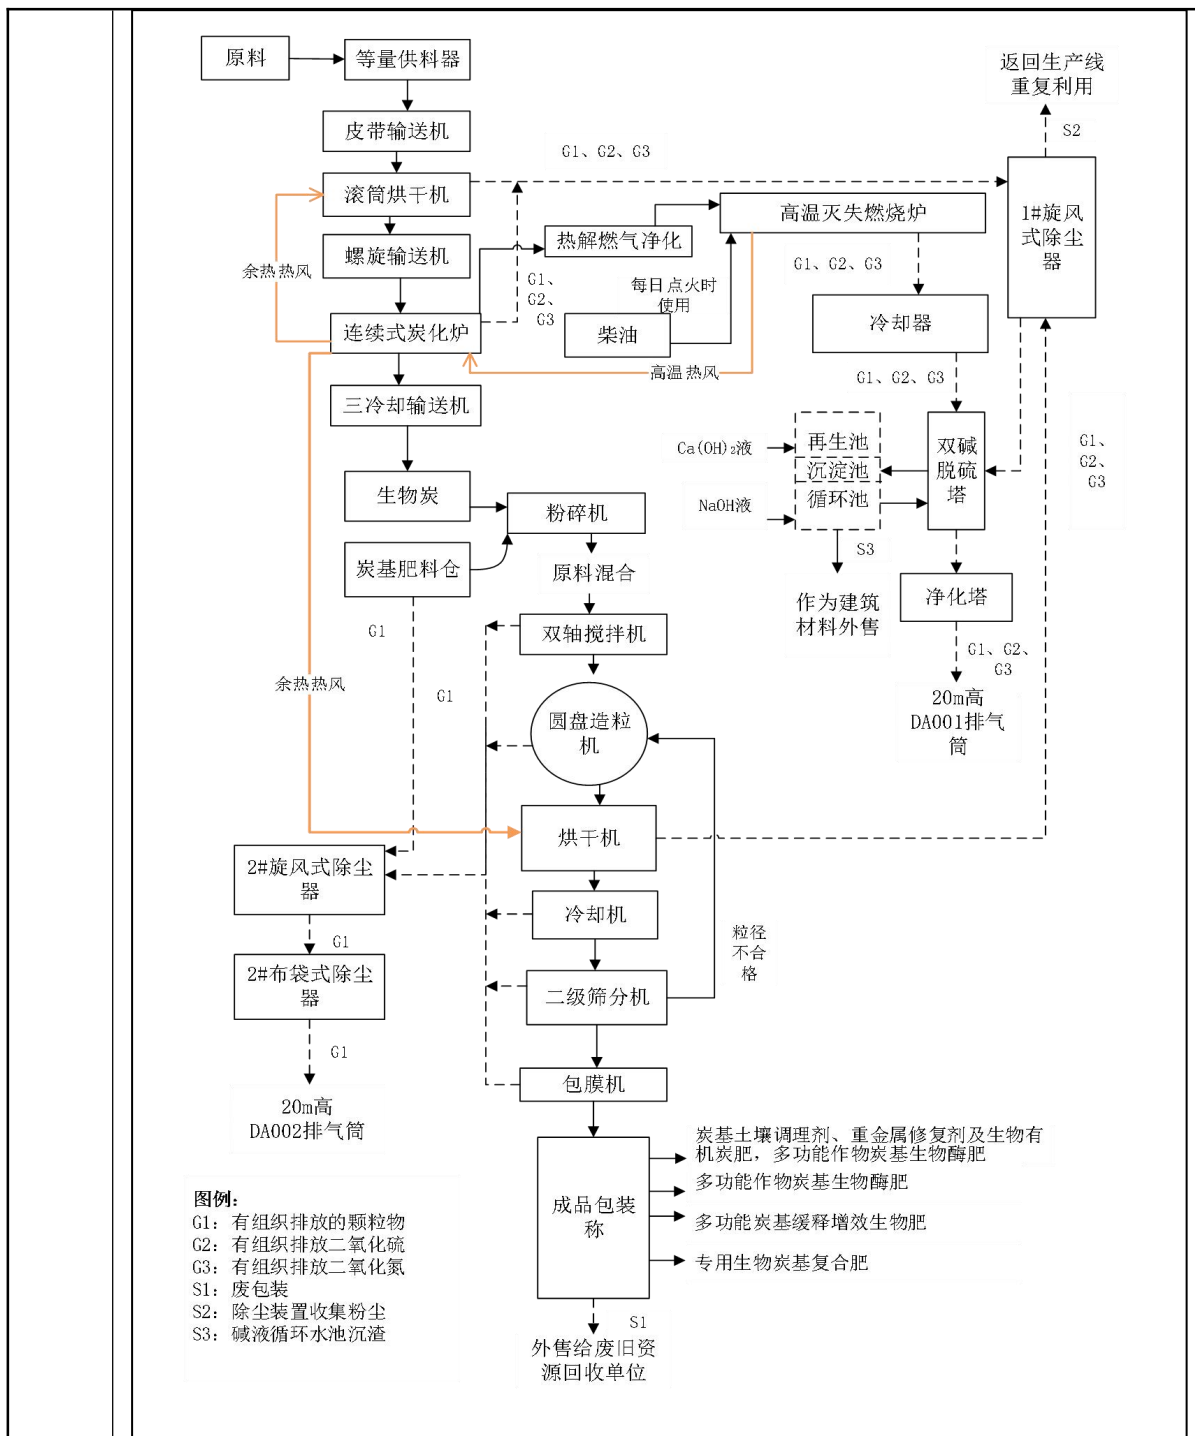 原料
等量供料器
返回生产线
重复利用
皮带输送机
S2
G1、G2、G3
滚筒烘干机
高温灭失燃烧炉
1#旋风
式除尘
器
热解燃气净化
螺旋输送机
余热热风
G1、G2、G3
G1、
G2、
G3
每日点火时
使用
连续式炭化炉
柴油
冷却器
高温热风
G1、G2、G3
三冷却输送机
Ca(OH)₂液
再生池
沉淀池
循环池
双碱
脱硫
塔
G1、
G2、
G3
生物炭
粉碎机
NaOH液
S3
炭基肥料仓
原料混合
净化塔
作为建筑
材料外售
G1
双轴搅拌机
G1、G2、
G3
余热热风
G1
20m高
DA001排气
筒
圆盘造粒
机
烘干机
2#旋风式除尘
器
冷却机
粒径
不合
格
G1
2#布袋式除尘
器
二级筛分机
G1
包膜机
20m高
DA002排气筒
成品包装
称
炭基土壤调理剂、重金属修复剂及生物有
机炭肥，多功能作物炭基生物酶肥
多功能作物炭基生物酶肥
多功能炭基缓释增效生物肥
专用生物炭基复合肥
图例：
G1：有组织排放的颗粒物
G2：有组织排放二氧化硫
G3：有组织排放二氧化氮
S1：废包装
S2：除尘装置收集粉尘
S3：碱液循环水池沉渣
S1
外售给废旧资
源回收单位